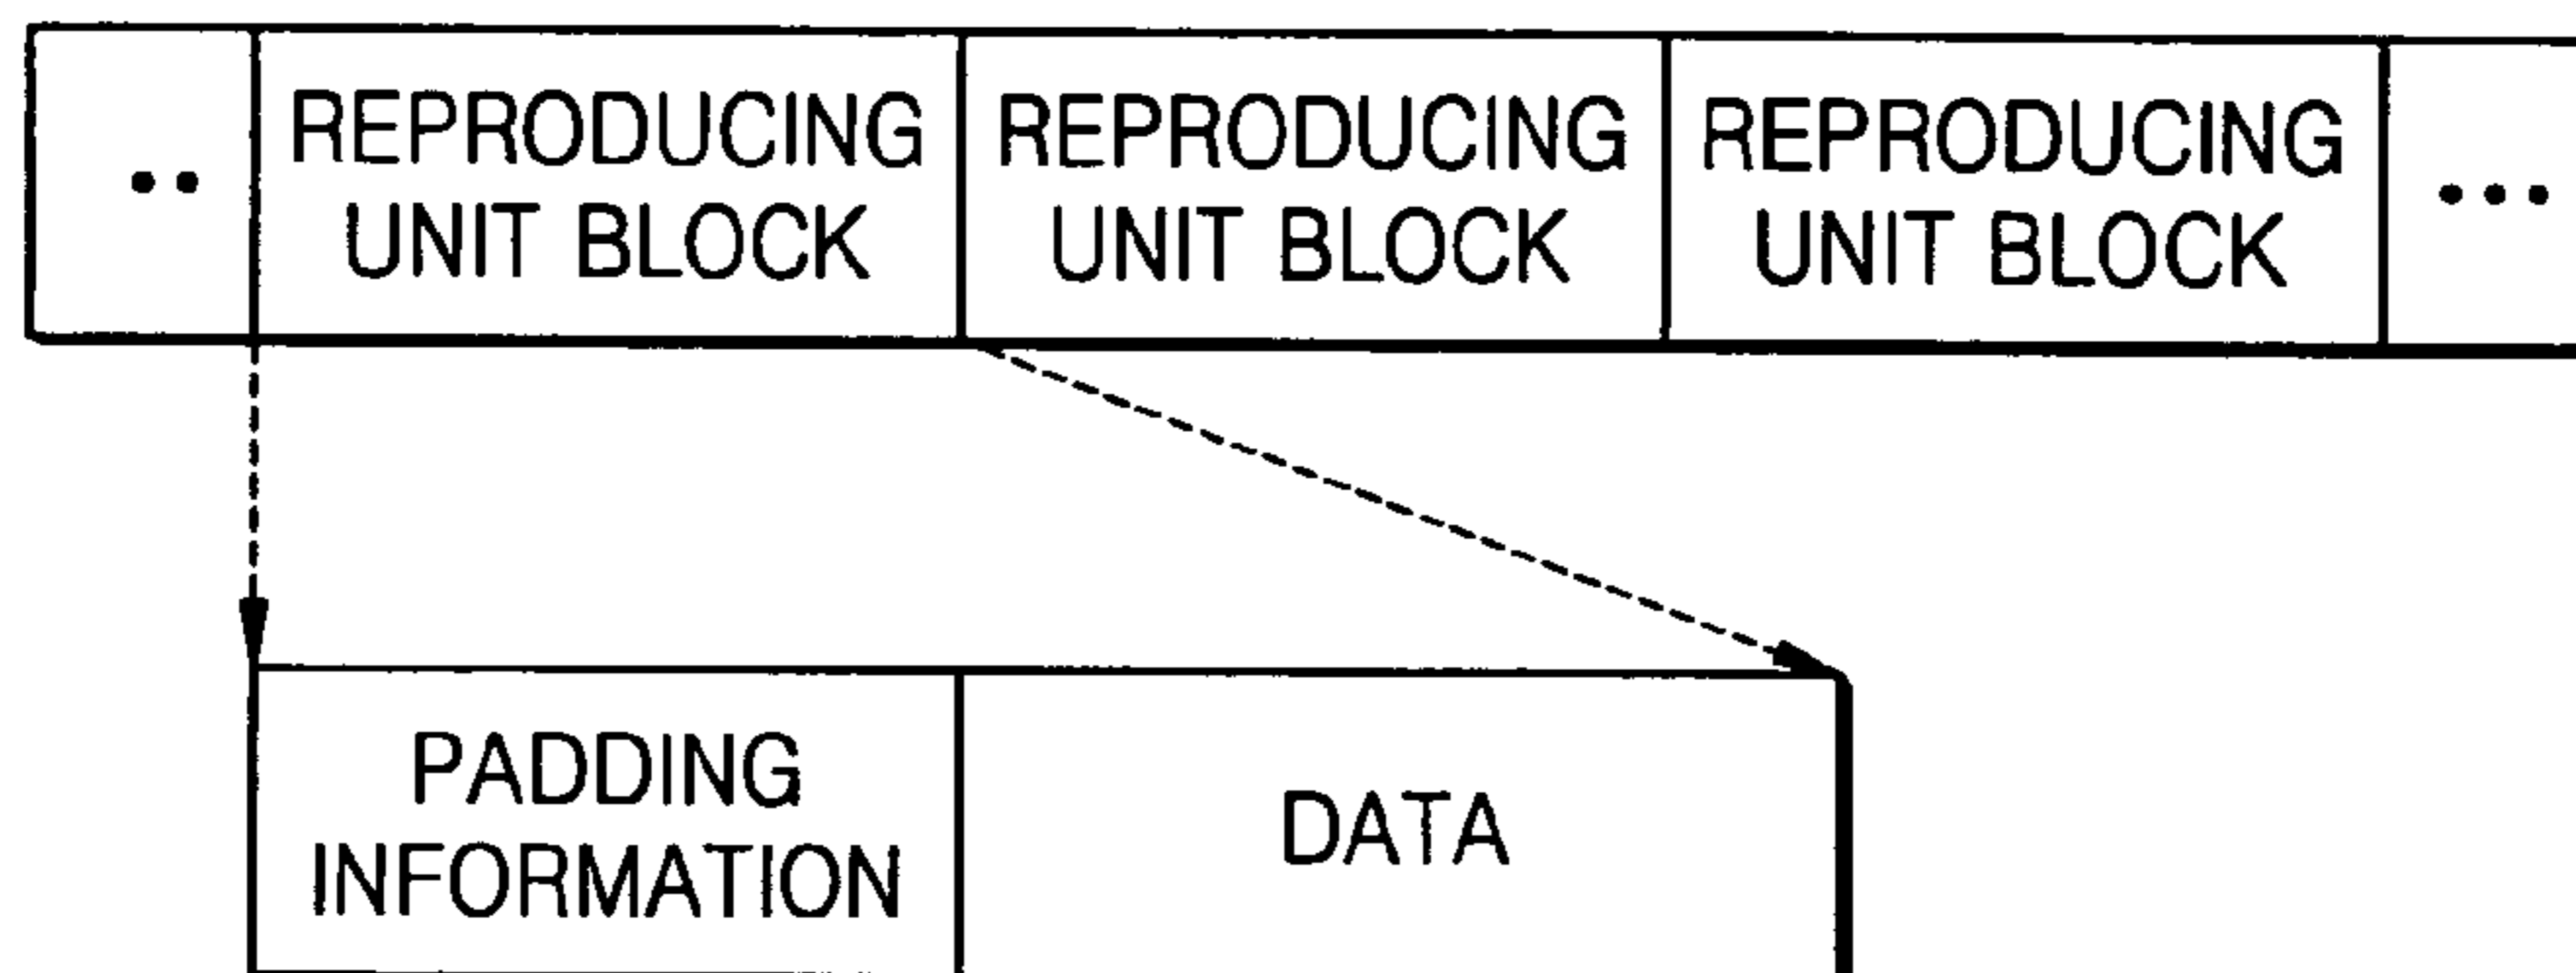 .. REPRODUCING REPRODUCING REPRODUCING ...
UNIT BLOCK UNIT BLOCK UNIT BLOCK
PADDING
INFORMATION
DATA